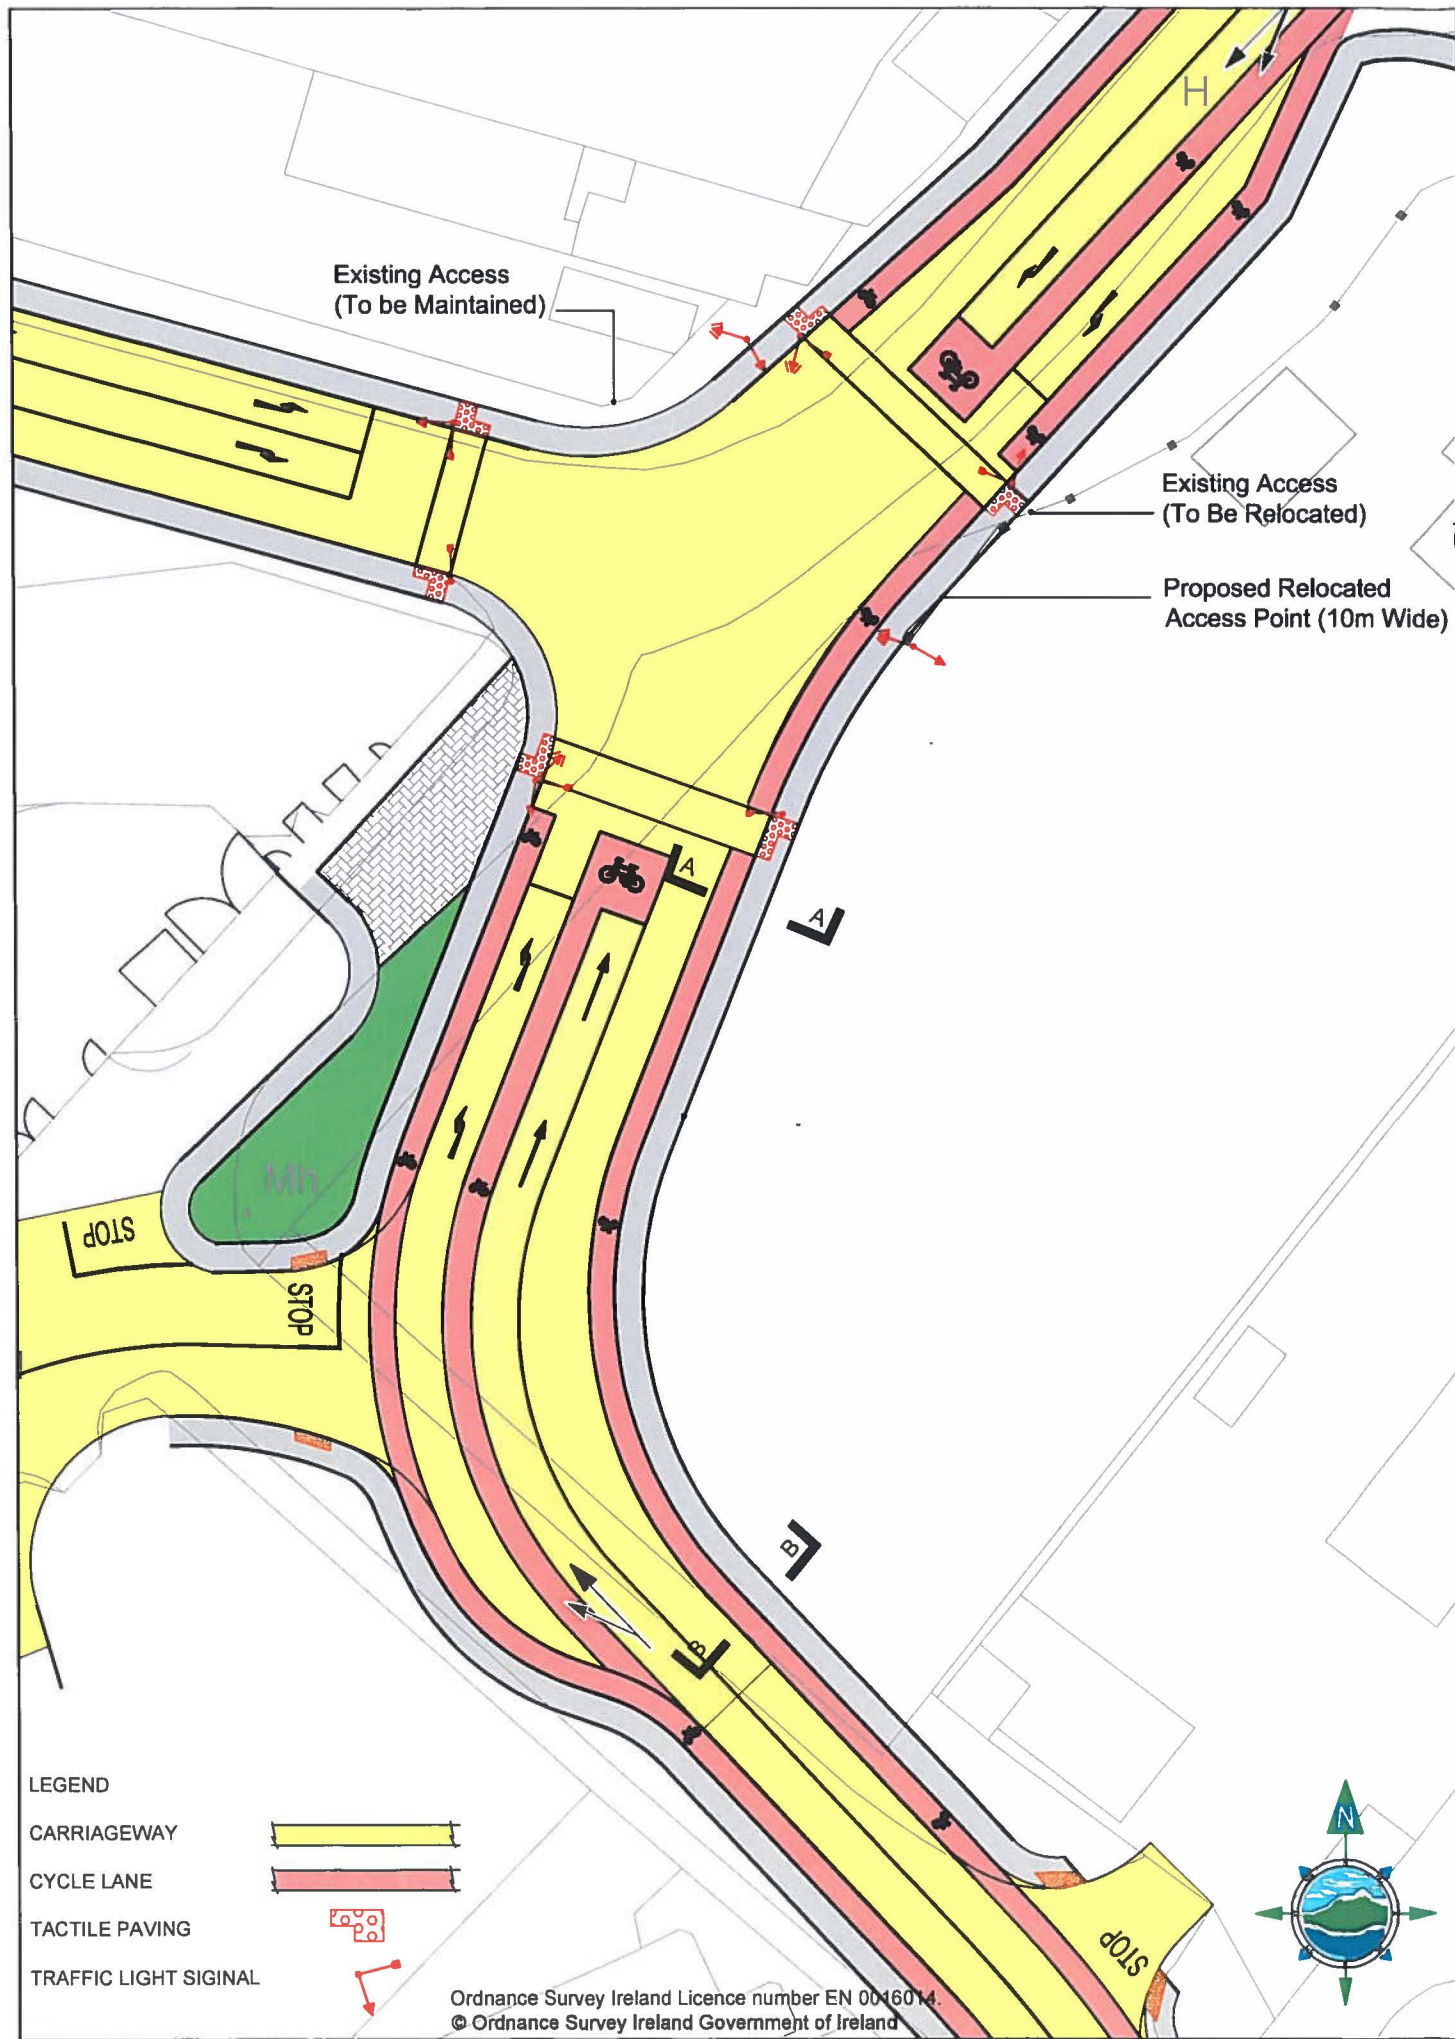 H
Existing Access
(To be Maintained)
Existing Access
(To Be Relocated)
Proposed Relocated
Access Point (10m Wide)
A
A
Mh
STOP
STOP
B
B
LEGEND
CARRIAGEWAY
CYCLE LANE
TACTILE PAVING
TRAFFIC LIGHT SIGINAL
N
STOP
Ordnance Survey Ireland Licence number EN 0016014.
© Ordnance Survey Ireland Government of Ireland